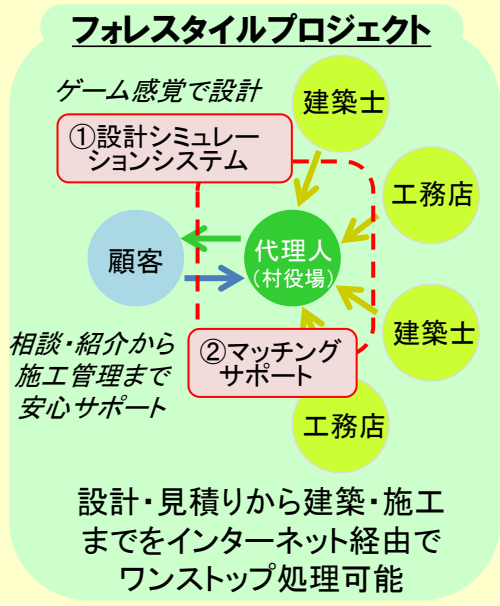 フォレスタイルプロジェクト
ゲーム感覚で設計
建築士
①設計シミュレー
ションシステム
工務店
顧客
代理人
(村役場)
建築士
相談・紹介から
施工管理まで
安心サポート
②マッチング
サポート
工務店
設計・見積りから建築・施工
までをインターネット経由で
ワンストップ処理可能